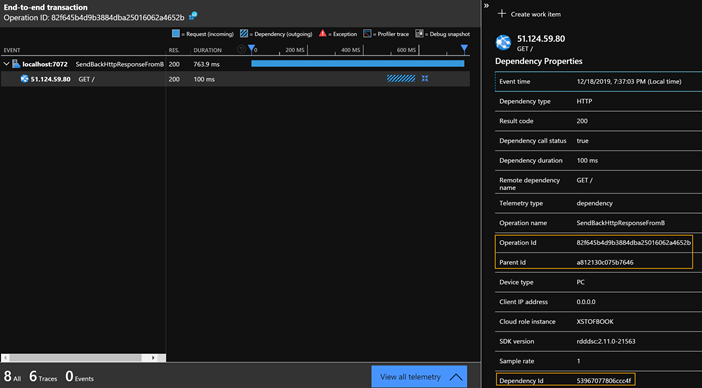 End-to-end transaction
Operation ID: 82f645b4d9b3884dba25016062a4652b
= Request (incoming) = Dependency (outgoing) = Exception = Profiler trace = Debug snapshot
EVENT RES. DURATION 0 200 MS 400 MS 600 MS
localhost:7072 SendBackHttpResponseFromB 200 763.9 ms
51.124.59.80 GET / 200 100 ms
8 All 6 Traces 0 Events
View all telemetry
Create work item
51.124.59.80
GET /
Dependency Properties
Event time 12/18/2019, 7:37:03 PM (Local time)
Dependency type HTTP
Result code 200
Dependency call status true
Dependency duration 100 ms
Remote dependency
name GET /
Telemetry type dependency
Operation name SendBackHttpResponseFromB
Operation Id 82f645b4d9b3884dba25016062a4652b
Parent Id a812130c075b7646
Device type PC
Client IP address 0.0.0.0
Cloud role instance XSTOFBOOK
SDK version rdddsc:2.11.0-21563
Sample rate 1
Dependency Id 53967077806ccc4f